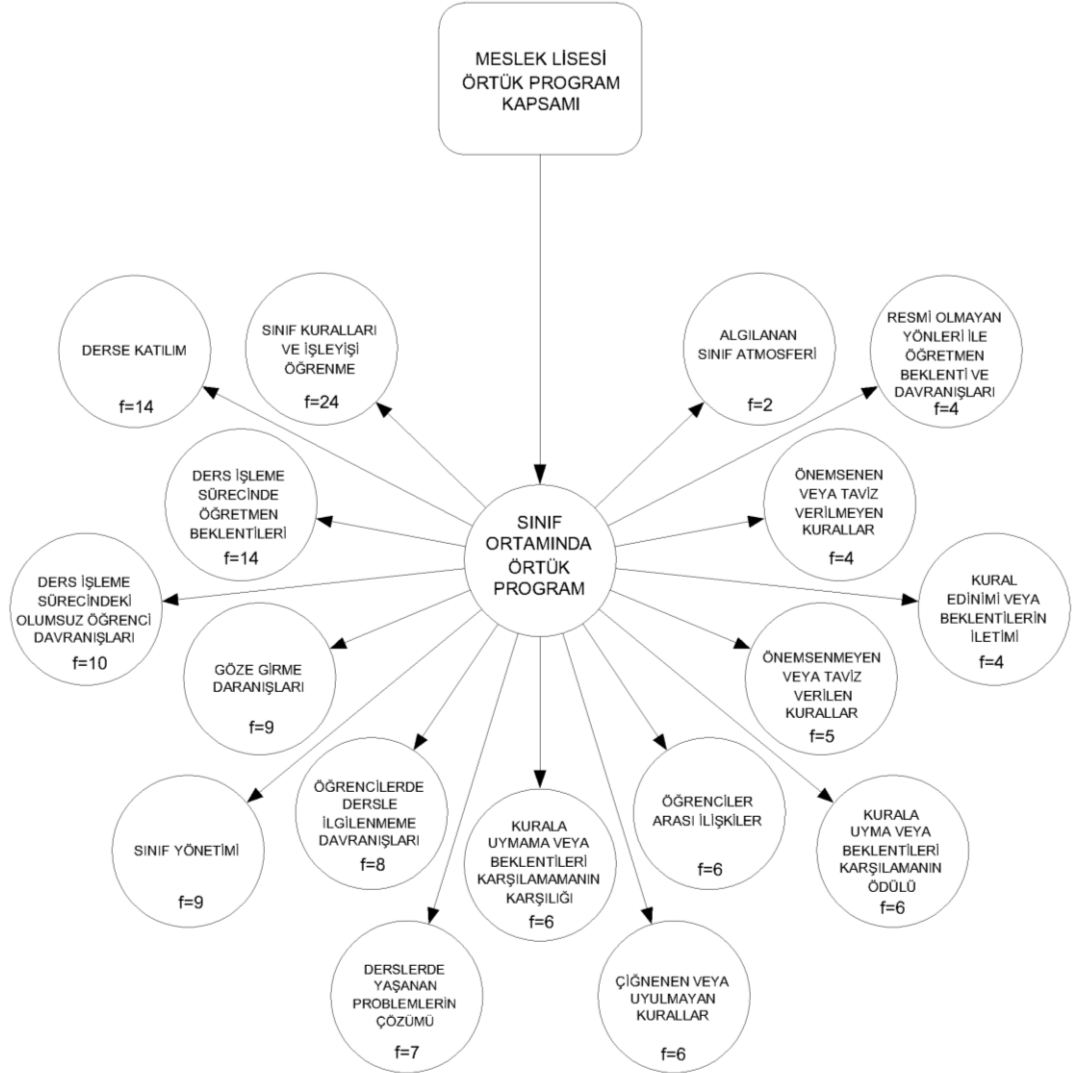 MESLEK LİSESİ
ÖRTÜK PROGRAM
KAPSAMI
DERSE KATILIM
f=14
SINIF KURALLARI
VE İŞLEYİŞİ
ÖĞRENME
f=24
ALGILANAN
SINIF ATMOSFERİ
f=2
RESMİ OLMAYAN
YÖNLERİ İLE
ÖĞRETMEN
BEKLENTİ VE
DAVRANIŞLARI
f=4
DERS İŞLEME
SÜRECİNDE
ÖĞRETMEN
BEKLENTİLERİ
f=14
SINIF
ORTAMINDA
ÖRTÜK
PROGRAM
ÖNEMSENEN
VEYA TAVİZ
VERİLMEYEN
KURALLAR
f=4
DERS İŞLEME
SÜRECİNDEKİ
OLUMSUZ ÖĞRENCİ
DAVRANIŞLARI
f=10
KURAL
EDİNİMİ VEYA
BEKLENTİLERİN
İLETİMİ
f=4
GÖZE GİRME
DARANIŞLARI
f=9
ÖNEMSENMEYEN
VEYA TAVİZ
VERİLEN
KURALLAR
f=5
SINIF YÖNETİMİ
f=9
ÖĞRENCİLERDE
DERSLE
İLGİLENMEME
DAVRANIŞLARI
f=8
KURALA
UYMAMA VEYA
BEKLENTİLERİ
KARŞILAMAMANIN
KARŞILIĞI
f=6
ÖĞRENCİLER
ARASI İLİŞKİLER
f=6
KURALA
UYMA VEYA
BEKLENTİLERİ
KARŞILAMANIN
ÖDÜLÜ
f=6
DERSLERDE
YAŞANAN
PROBLEMLERİN
ÇÖZÜMÜ
f=7
ÇİĞNENEN VEYA
UYULMAYAN
KURALLAR
f=6